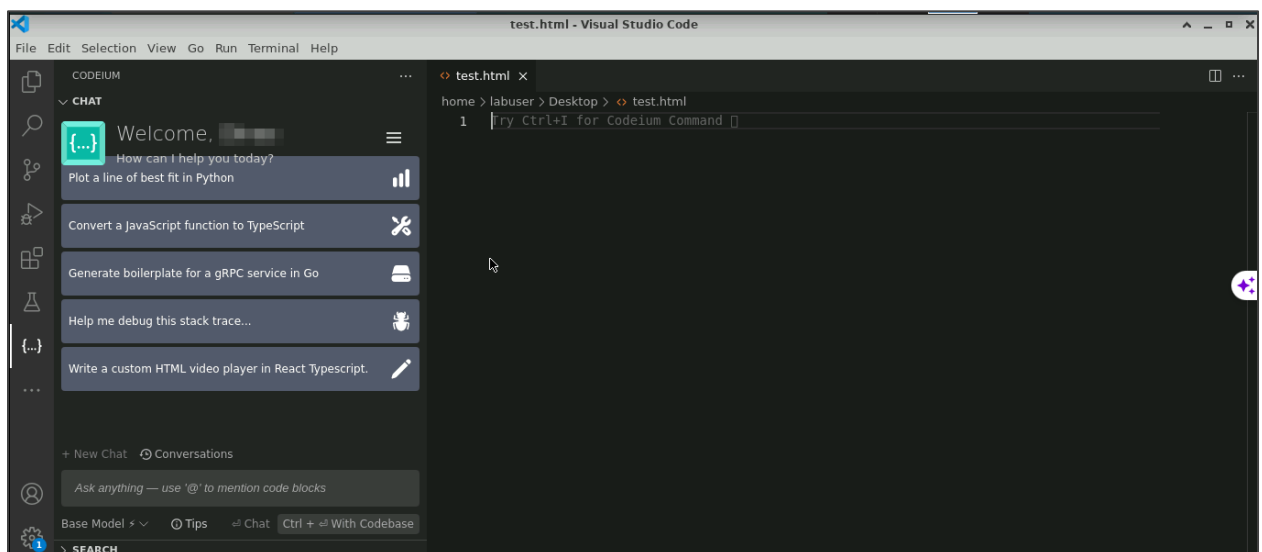 test.html - Visual Studio Code
File Edit Selection View Go Run Terminal Help
CODEIUM
CHAT
{...}
Welcome,
How can I help you today?
Plot a line of best fit in Python
Convert a JavaScript function to TypeScript
Generate boilerplate for a gRPC service in Go
Help me debug this stack trace...
Write a custom HTML video player in React Typescript.
+ New Chat Conversations
Ask anything — use '@' to mention code blocks
Base Model Tips Chat Ctrl + ⏎ With Codebase
SEARCH
{...}
1
test.html
home > labuser > Desktop > test.html
1 Try Ctrl+I for Codeium Command